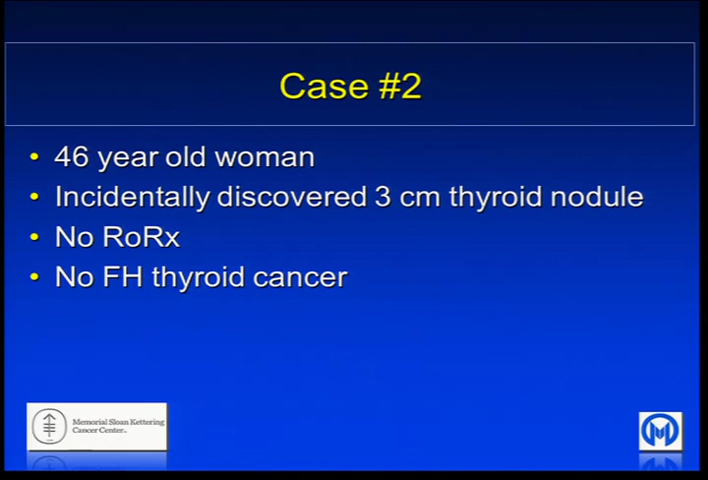 Case #2
• 46 year old woman
• Incidentally discovered 3 cm thyroid nodule
• No RoRx
• No FH thyroid cancer
Memorial Sloan Kettering
Cancer Center